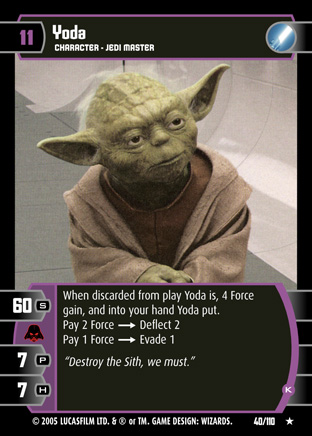 11 Yoda
CHARACTER - JEDI MASTER
60 S
When discarded from play Yoda is, 4 Force
gain, and into your hand Yoda put.
Pay 2 Force → Deflect 2
Pay 1 Force → Evade 1
7 P
“Destroy the Sith, we must.”
7 H
K
© 2005 LUCASFILM LTD. & ® or TM. GAME DESIGN: WIZARDS. 40/110 ★